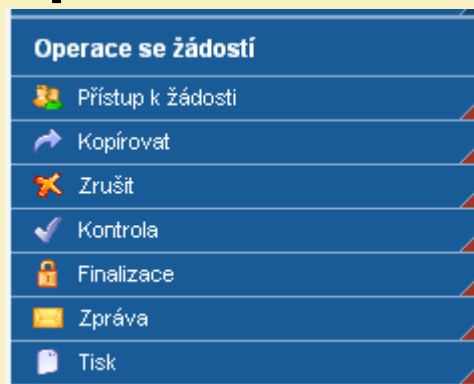 Operace se žádostí
Přístup k žádosti
Kopírovat
Zrušit
Kontrola
Finalizace
Zpráva
Tisk